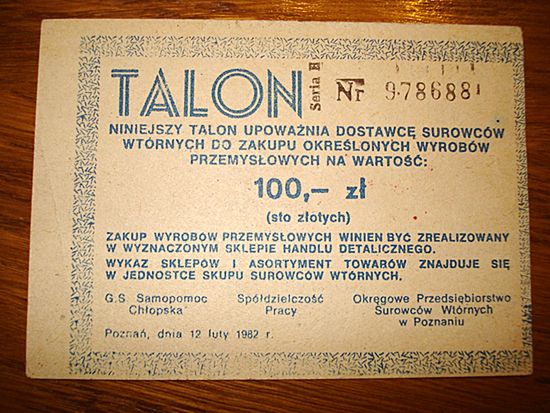 TALON
Seria H
Nr 9·786881
NINIEJSZY TALON UPOWAŻNIA DOSTAWCĘ SUROWCÓW
WTÓRNYCH DO ZAKUPU OKREŚLONYCH WYROBÓW
PRZEMYSŁOWYCH NA WARTOŚĆ:
100,– zł
(sto złotych)
ZAKUP WYROBÓW PRZEMYSŁOWYCH WINIEN BYĆ ZREALIZOWANY
W WYZNACZONYM SKLEPIE HANDLU DETALICZNEGO.
WYKAZ SKLEPÓW I ASORTYMENT TOWARÓW ZNAJDUJE SIĘ
W JEDNOSTCE SKUPU SUROWCÓW WTÓRNYCH.
G.S Samopomoc Spółdzielczość Okręgowe Przedsiębiorstwo
Chłopska" Pracy Surowców Wtórnych
w Poznaniu
Poznań, dnia 12 luty 1982 r.